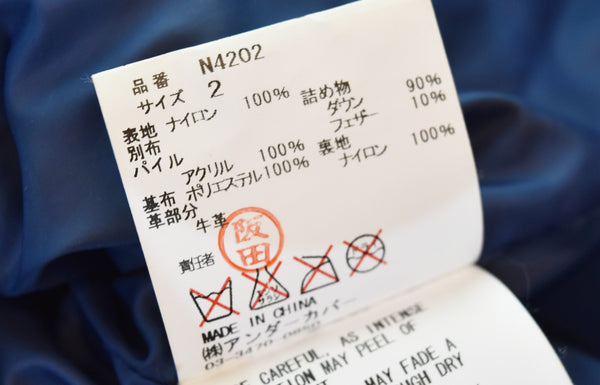 品番 N4202
サイズ 2
表地 ナイロン 100% 詰め物
別布 ダウン 90%
パイル フェザー 10%
アクリル 100% 裏地
基布 ポリエステル100% ナイロン 100%
革部分
牛革
責任者 阪田
MADE IN CHINA
㈱アンダーカバー
03-3470-0850
E CAREFUL. AS INTENSE
MAY PEEL OF
MAY FADE A
GH DRY